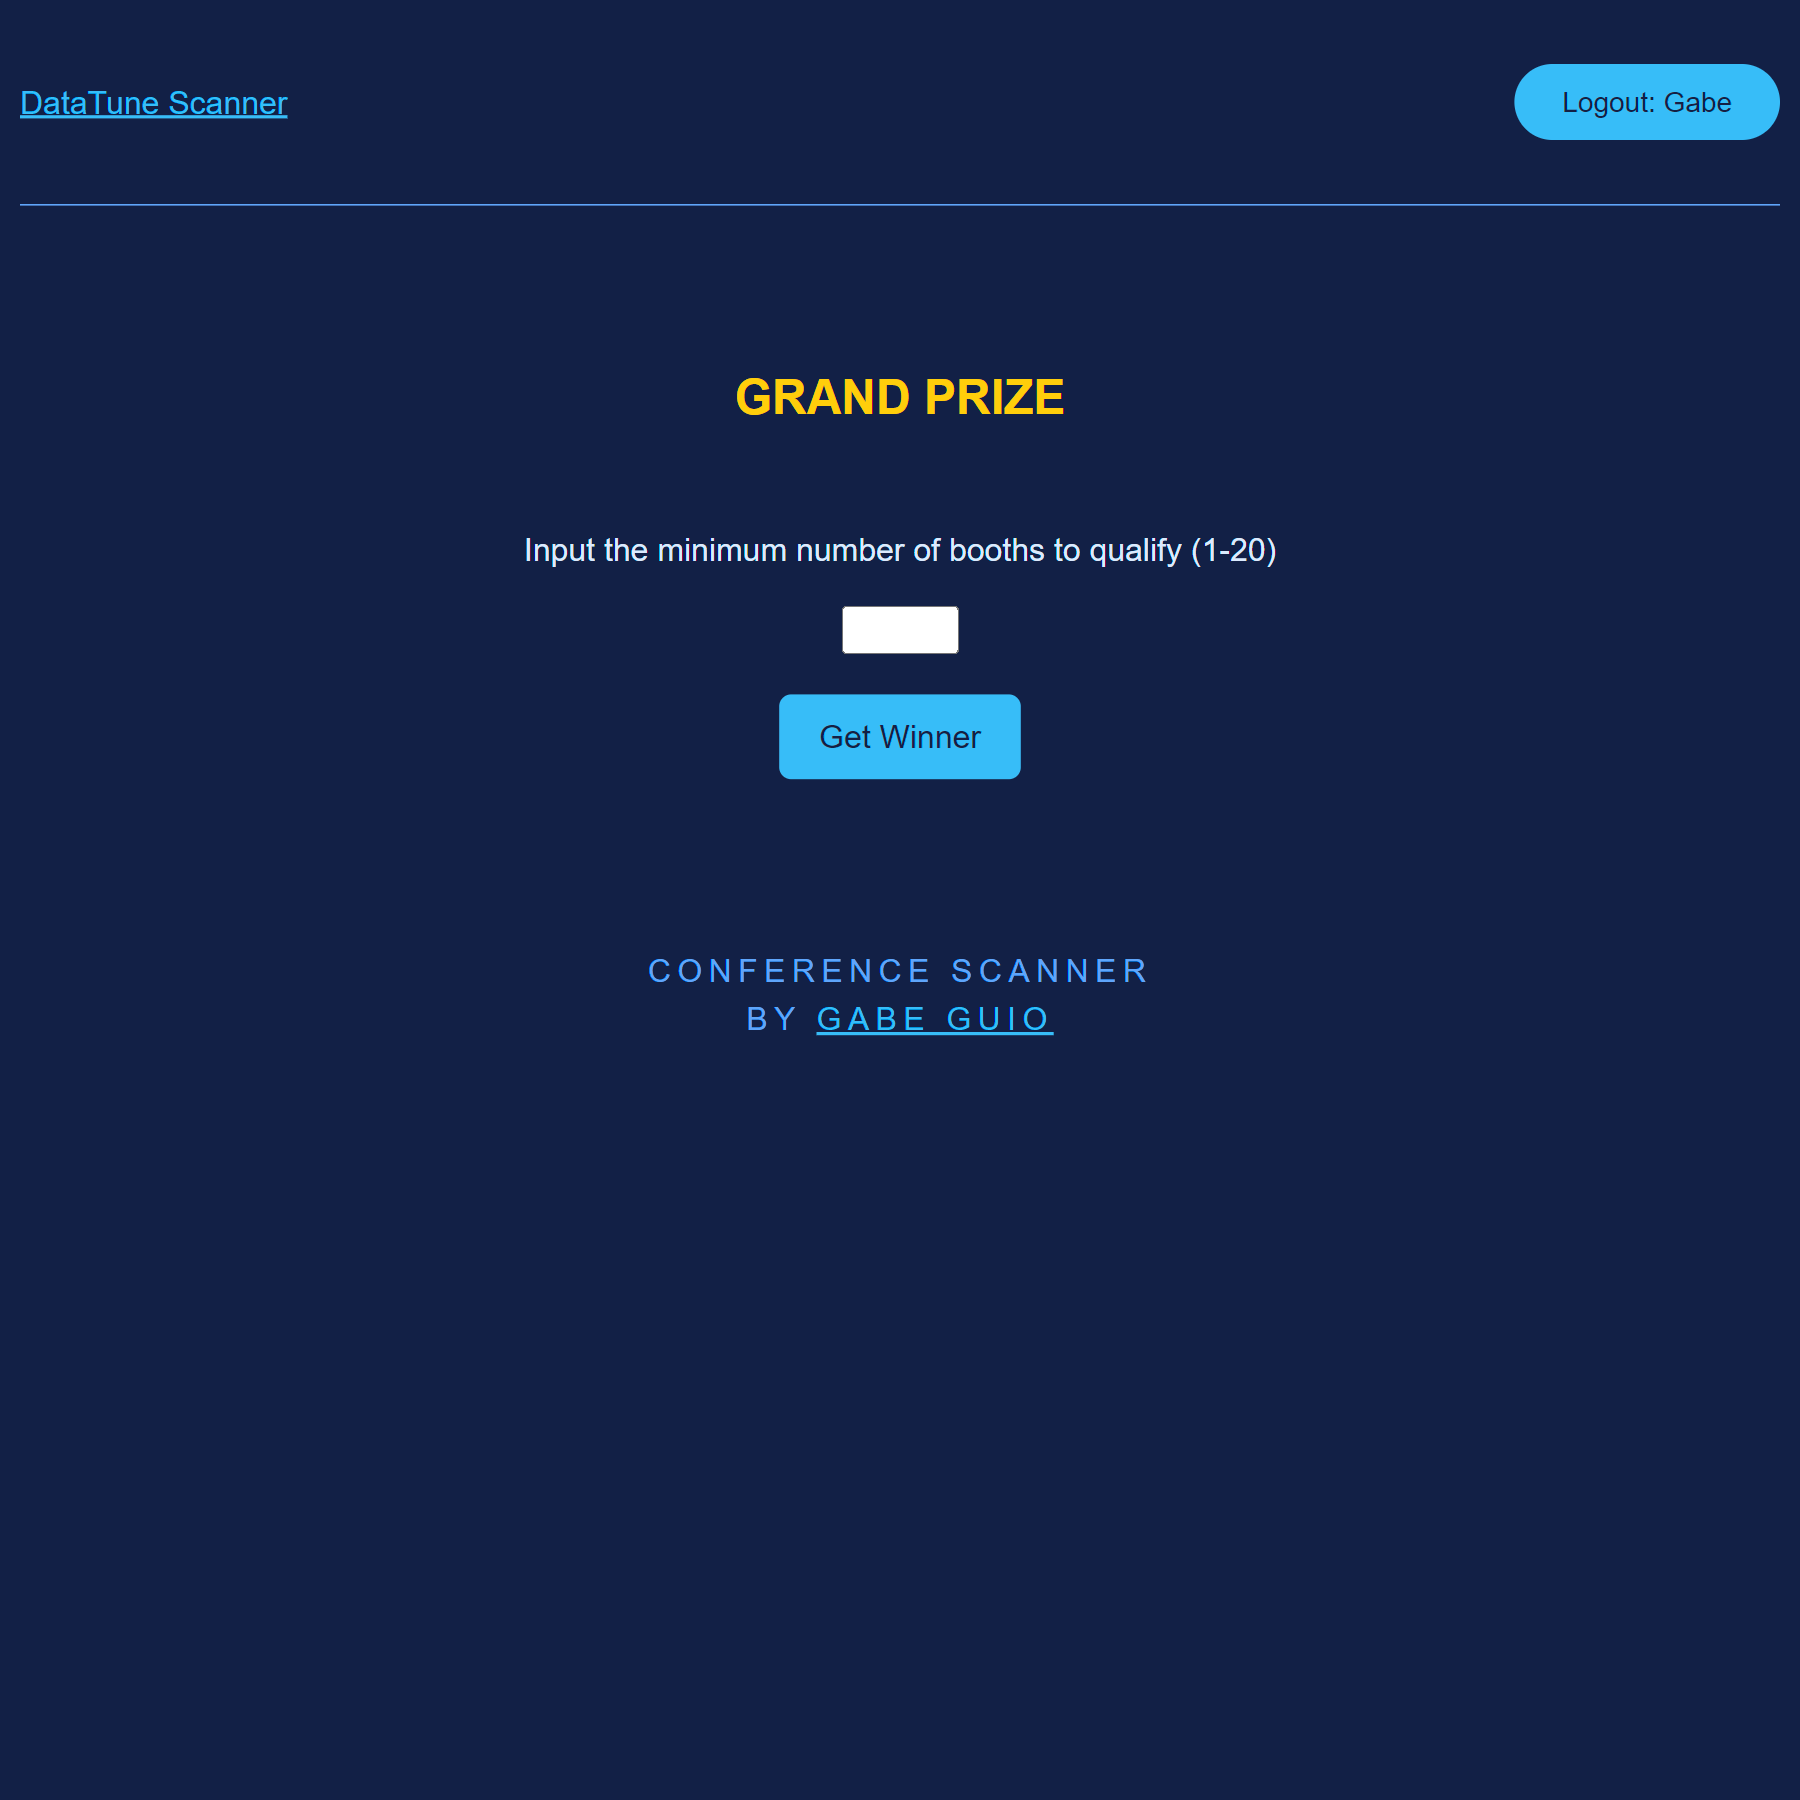 DataTune Scanner
Logout: Gabe
GRAND PRIZE
Input the minimum number of booths to qualify (1-20)
Get Winner
CONFERENCE SCANNER
BY GABE GUIO